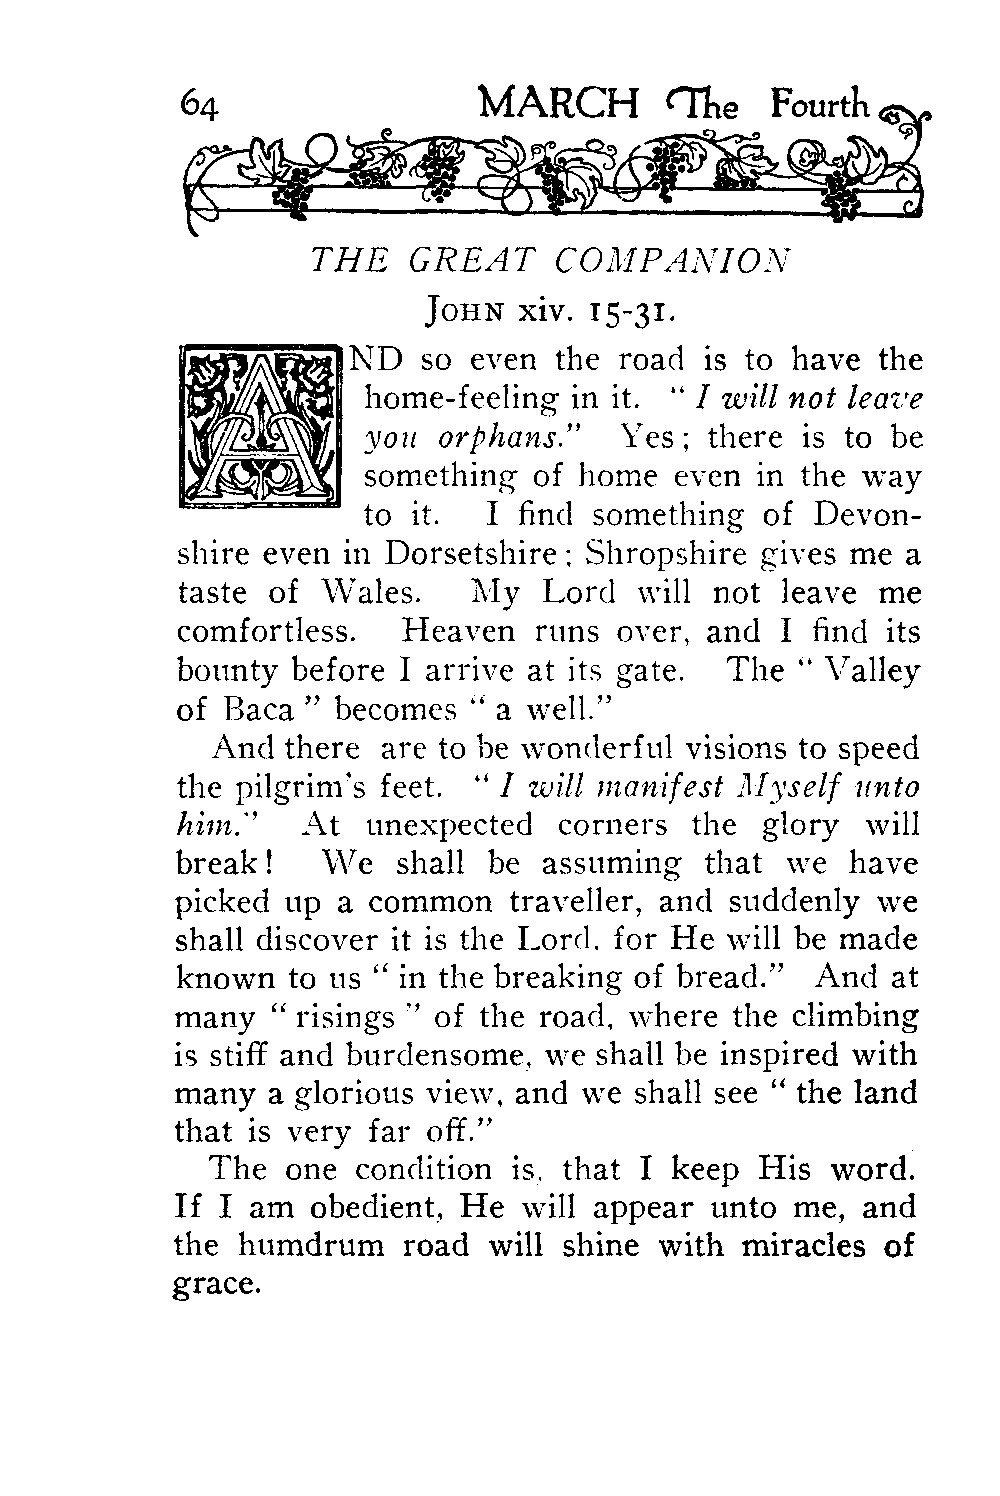 64 MARCH The Fourth
THE GREAT COMPANION
JOHN xiv. 15-31.
AND so even the road is to have the
home-feeling in it. " I will not leave
you orphans." Yes ; there is to be
something of home even in the way
to it. I find something of Devon-
shire even in Dorsetshire ; Shropshire gives me a
taste of Wales. My Lord will not leave me
comfortless. Heaven runs over, and I find its
bounty before I arrive at its gate. The " Valley
of Baca " becomes " a well."
And there are to be wonderful visions to speed
the pilgrim's feet. " I will manifest Myself unto
him." At unexpected corners the glory will
break ! We shall be assuming that we have
picked up a common traveller, and suddenly we
shall discover it is the Lord, for He will be made
known to us " in the breaking of bread." And at
many " risings " of the road, where the climbing
is stiff and burdensome, we shall be inspired with
many a glorious view, and we shall see " the land
that is very far off."
The one condition is, that I keep His word.
If I am obedient, He will appear unto me, and
the humdrum road will shine with miracles of
grace.